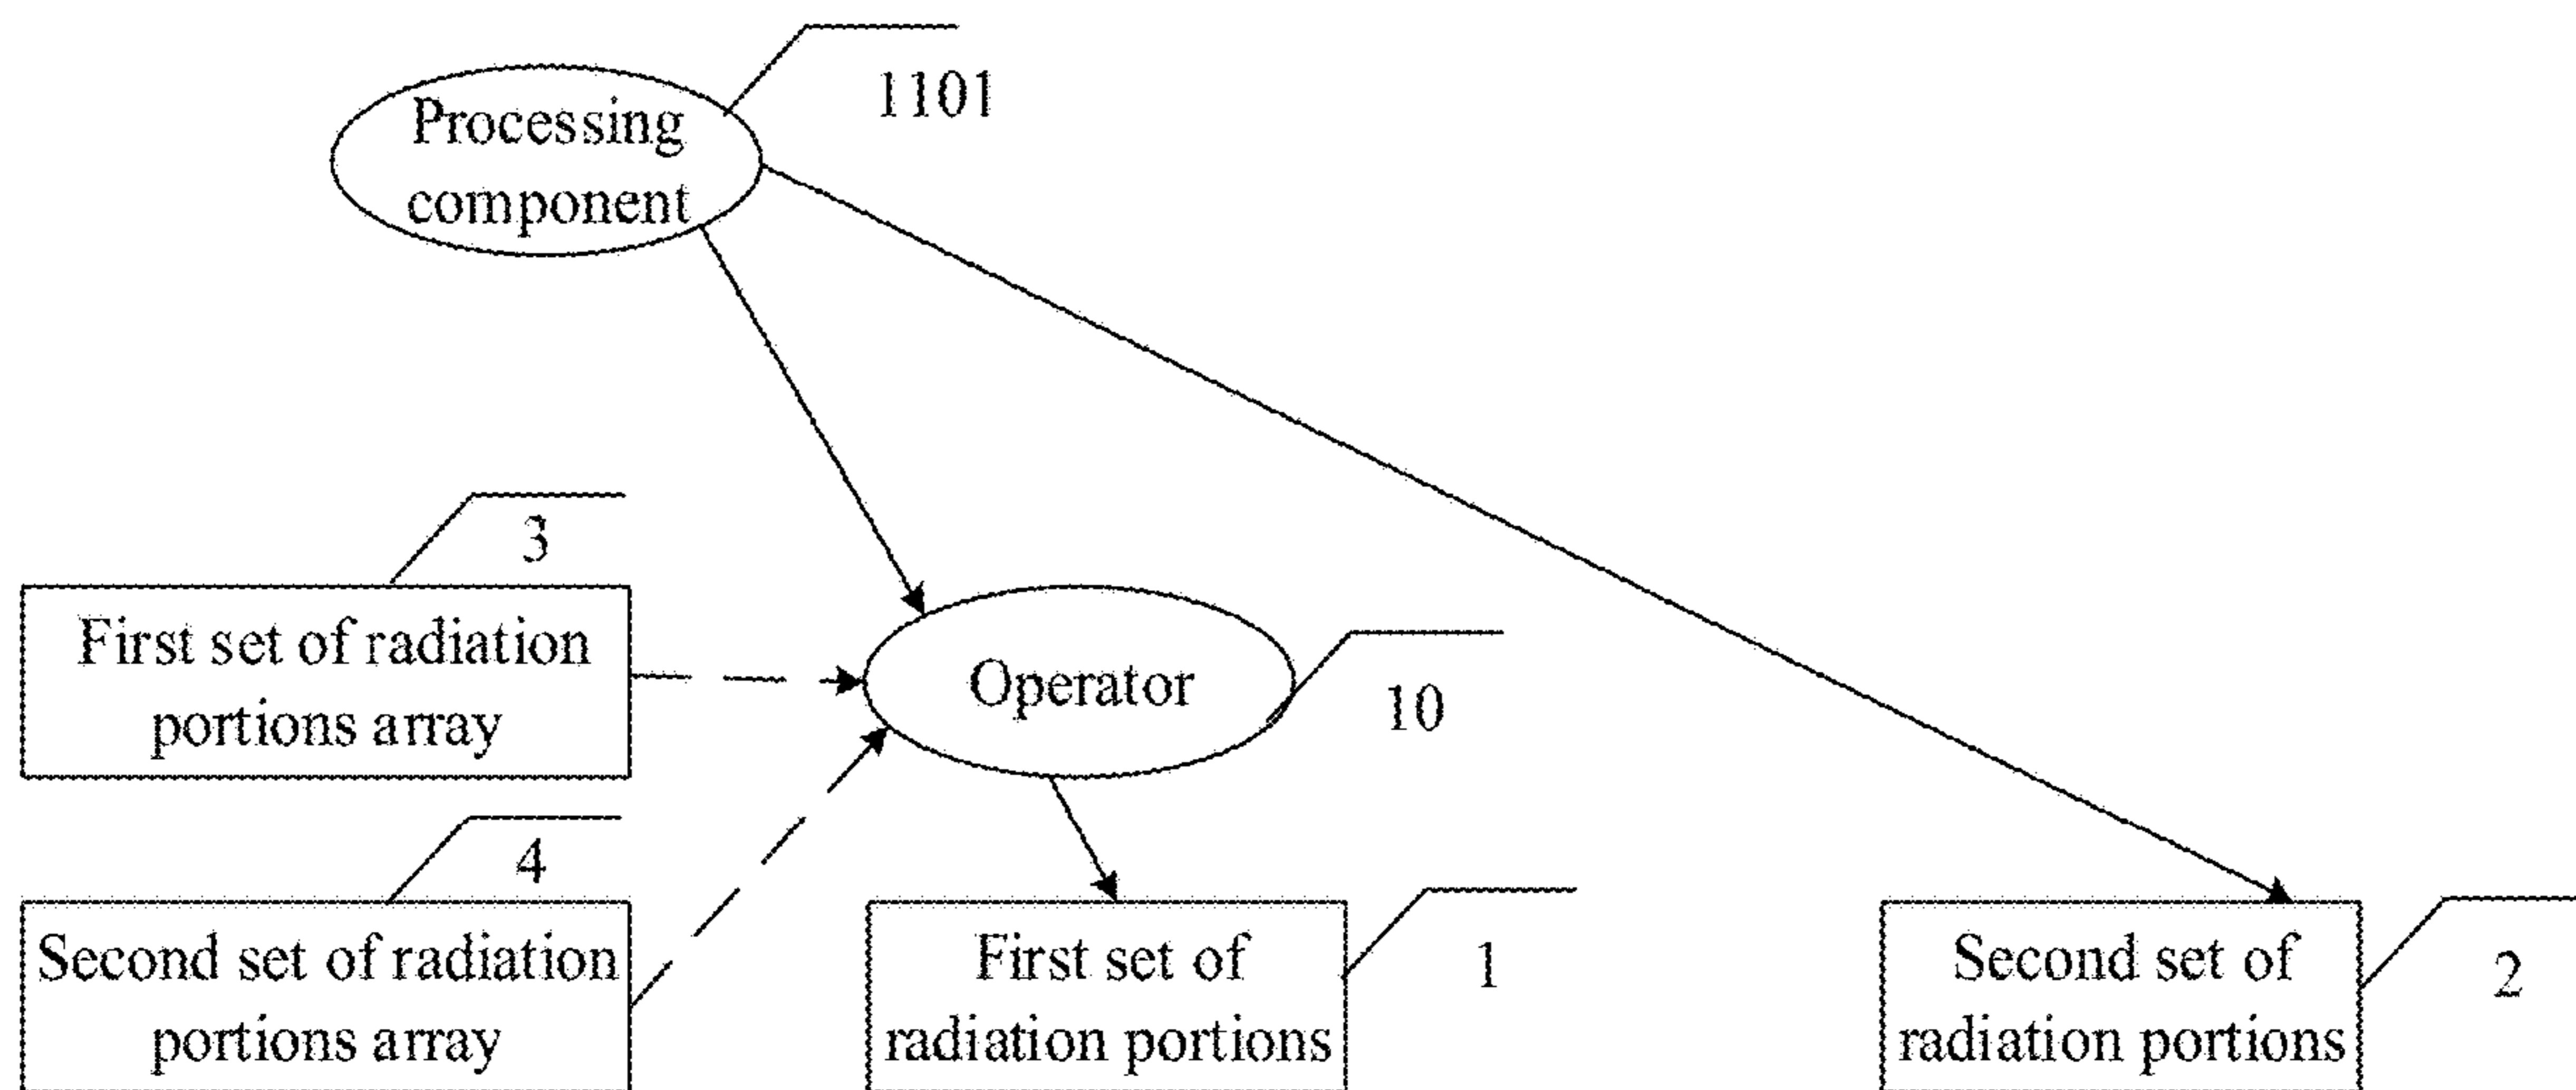 1101
Processing
component
3
First set of radiation
portions array
Operator
10
4
Second set of radiation
portions array
First set of
radiation portions
1
Second set of
radiation portions
2